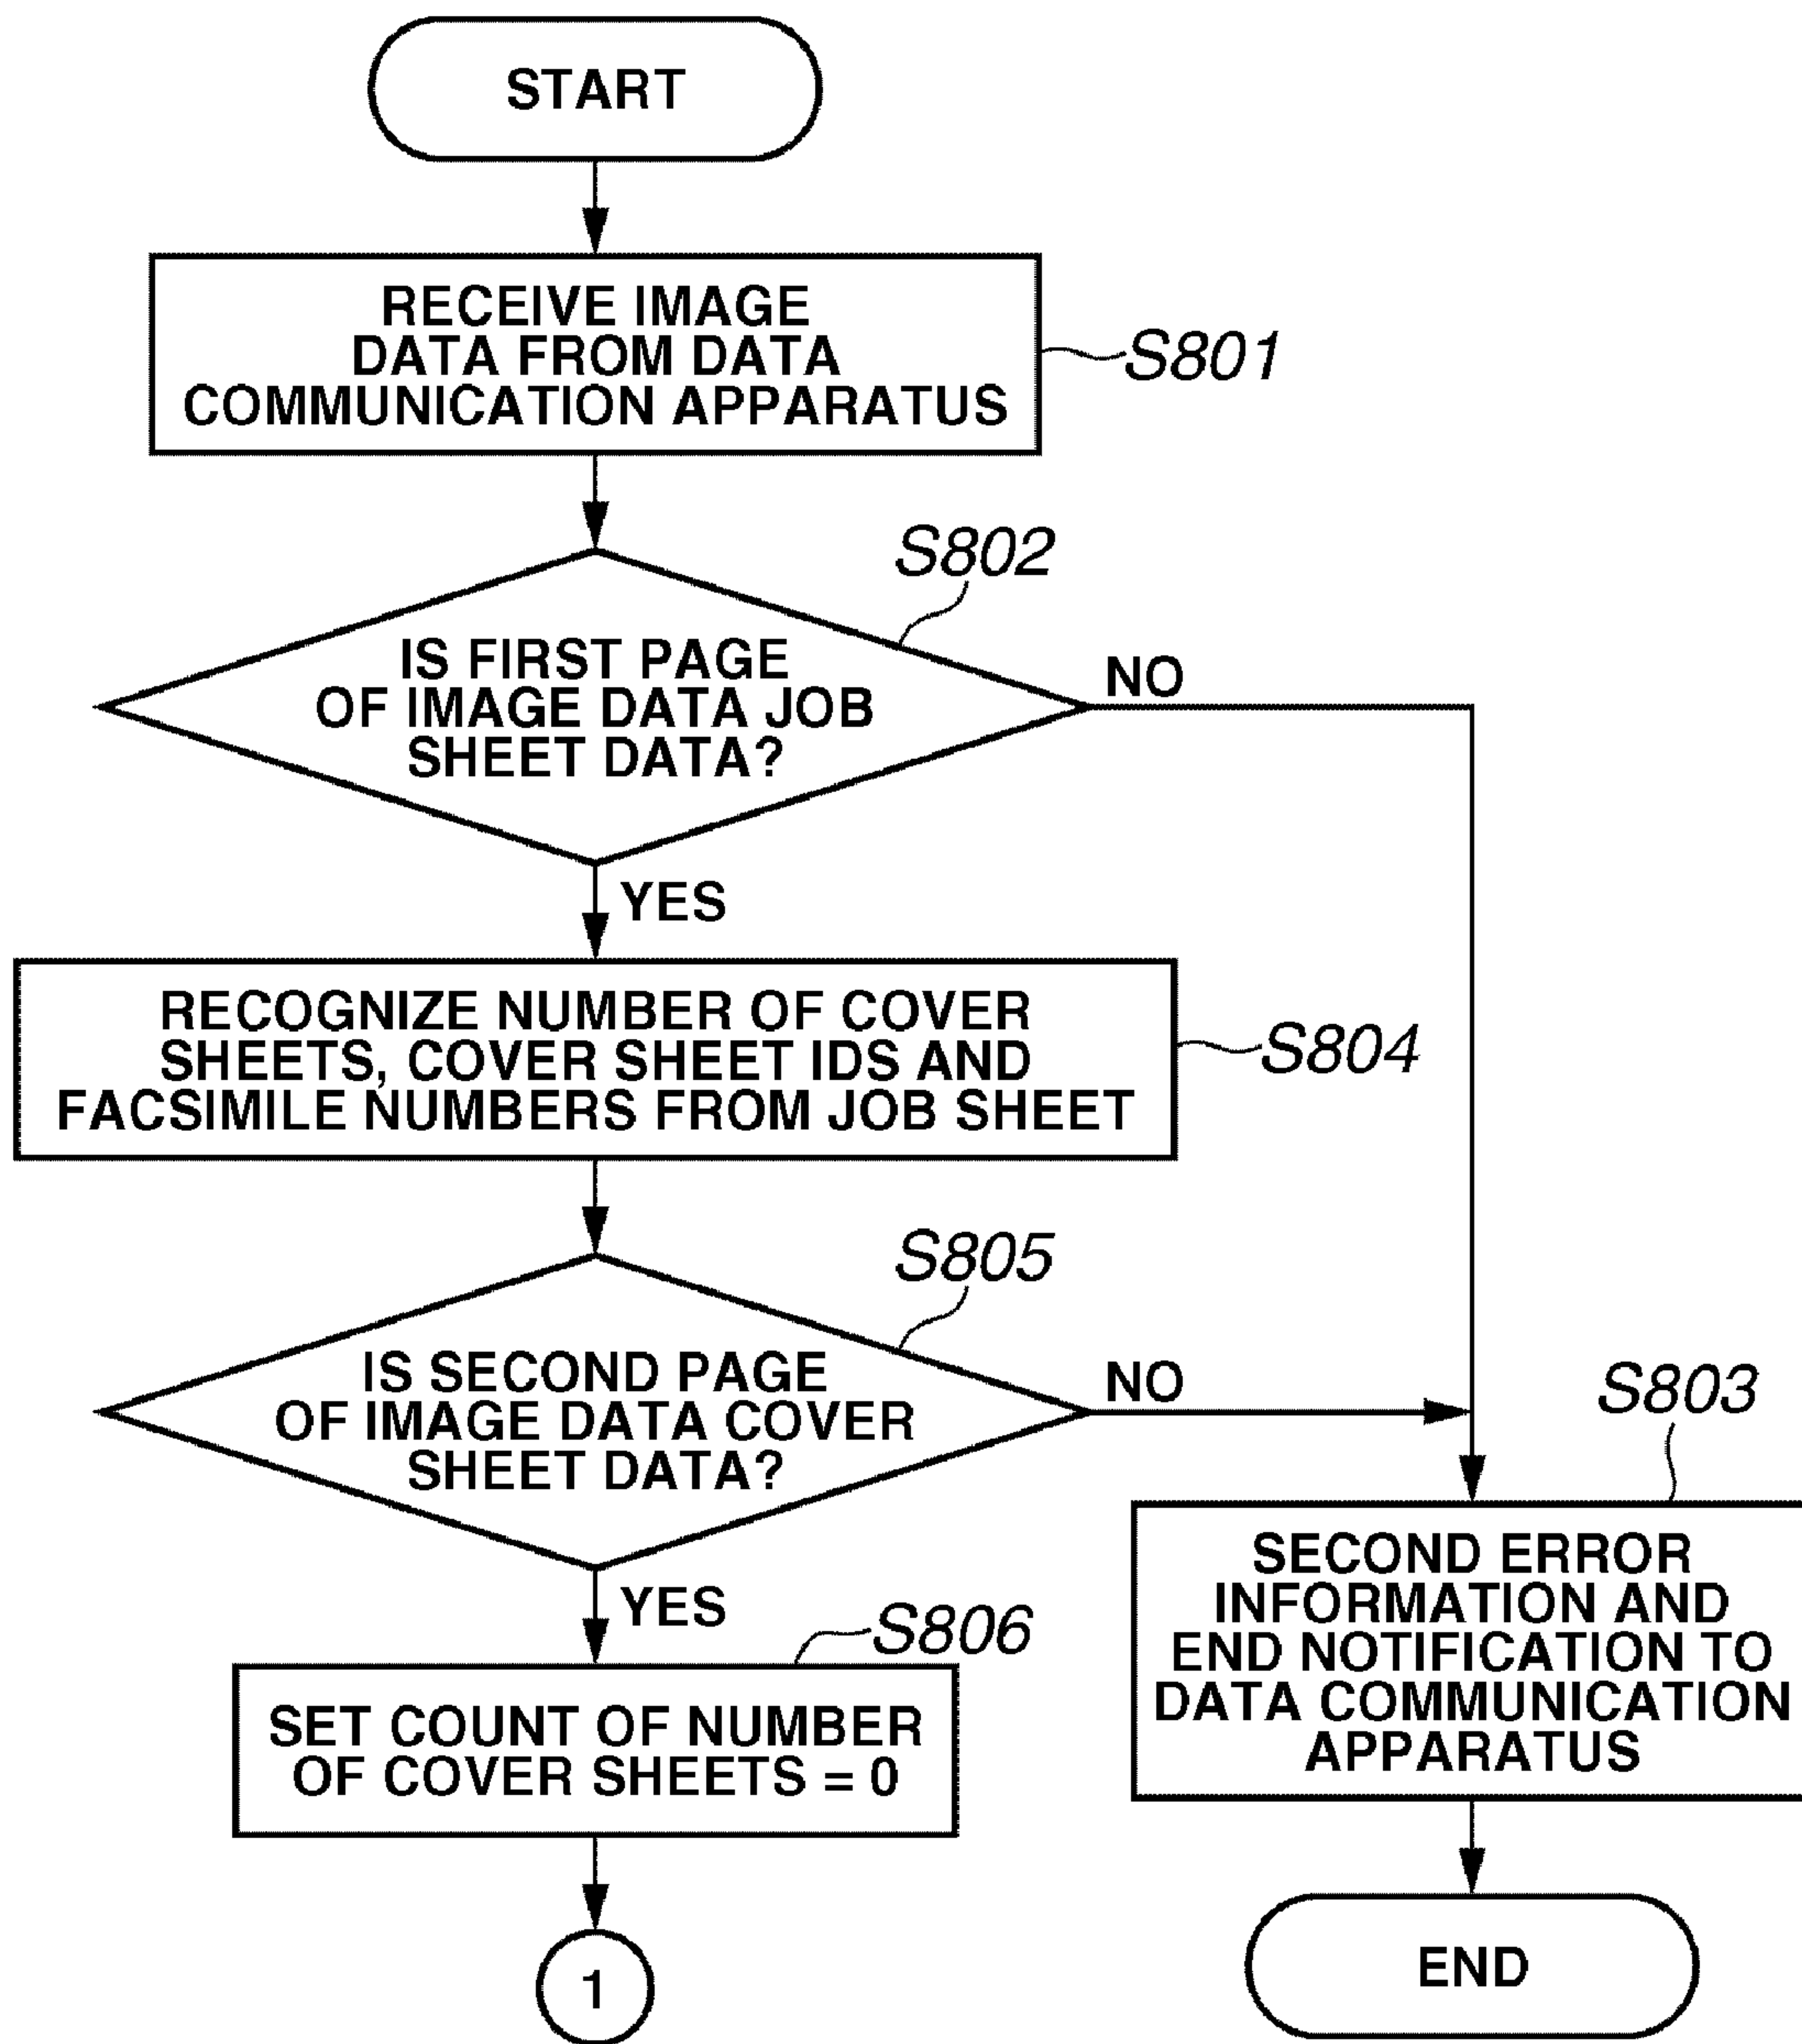 START
RECEIVE IMAGE
DATA FROM DATA
COMMUNICATION APPARATUS
S801
S802
IS FIRST PAGE
OF IMAGE DATA JOB
SHEET DATA?
NO
YES
RECOGNIZE NUMBER OF COVER
SHEETS, COVER SHEET IDS AND
FACSIMILE NUMBERS FROM JOB SHEET
S804
S805
IS SECOND PAGE
OF IMAGE DATA COVER
SHEET DATA?
NO
YES
S803
SECOND ERROR
INFORMATION AND
END NOTIFICATION TO
DATA COMMUNICATION
APPARATUS
S806
SET COUNT OF NUMBER
OF COVER SHEETS = 0
1
END